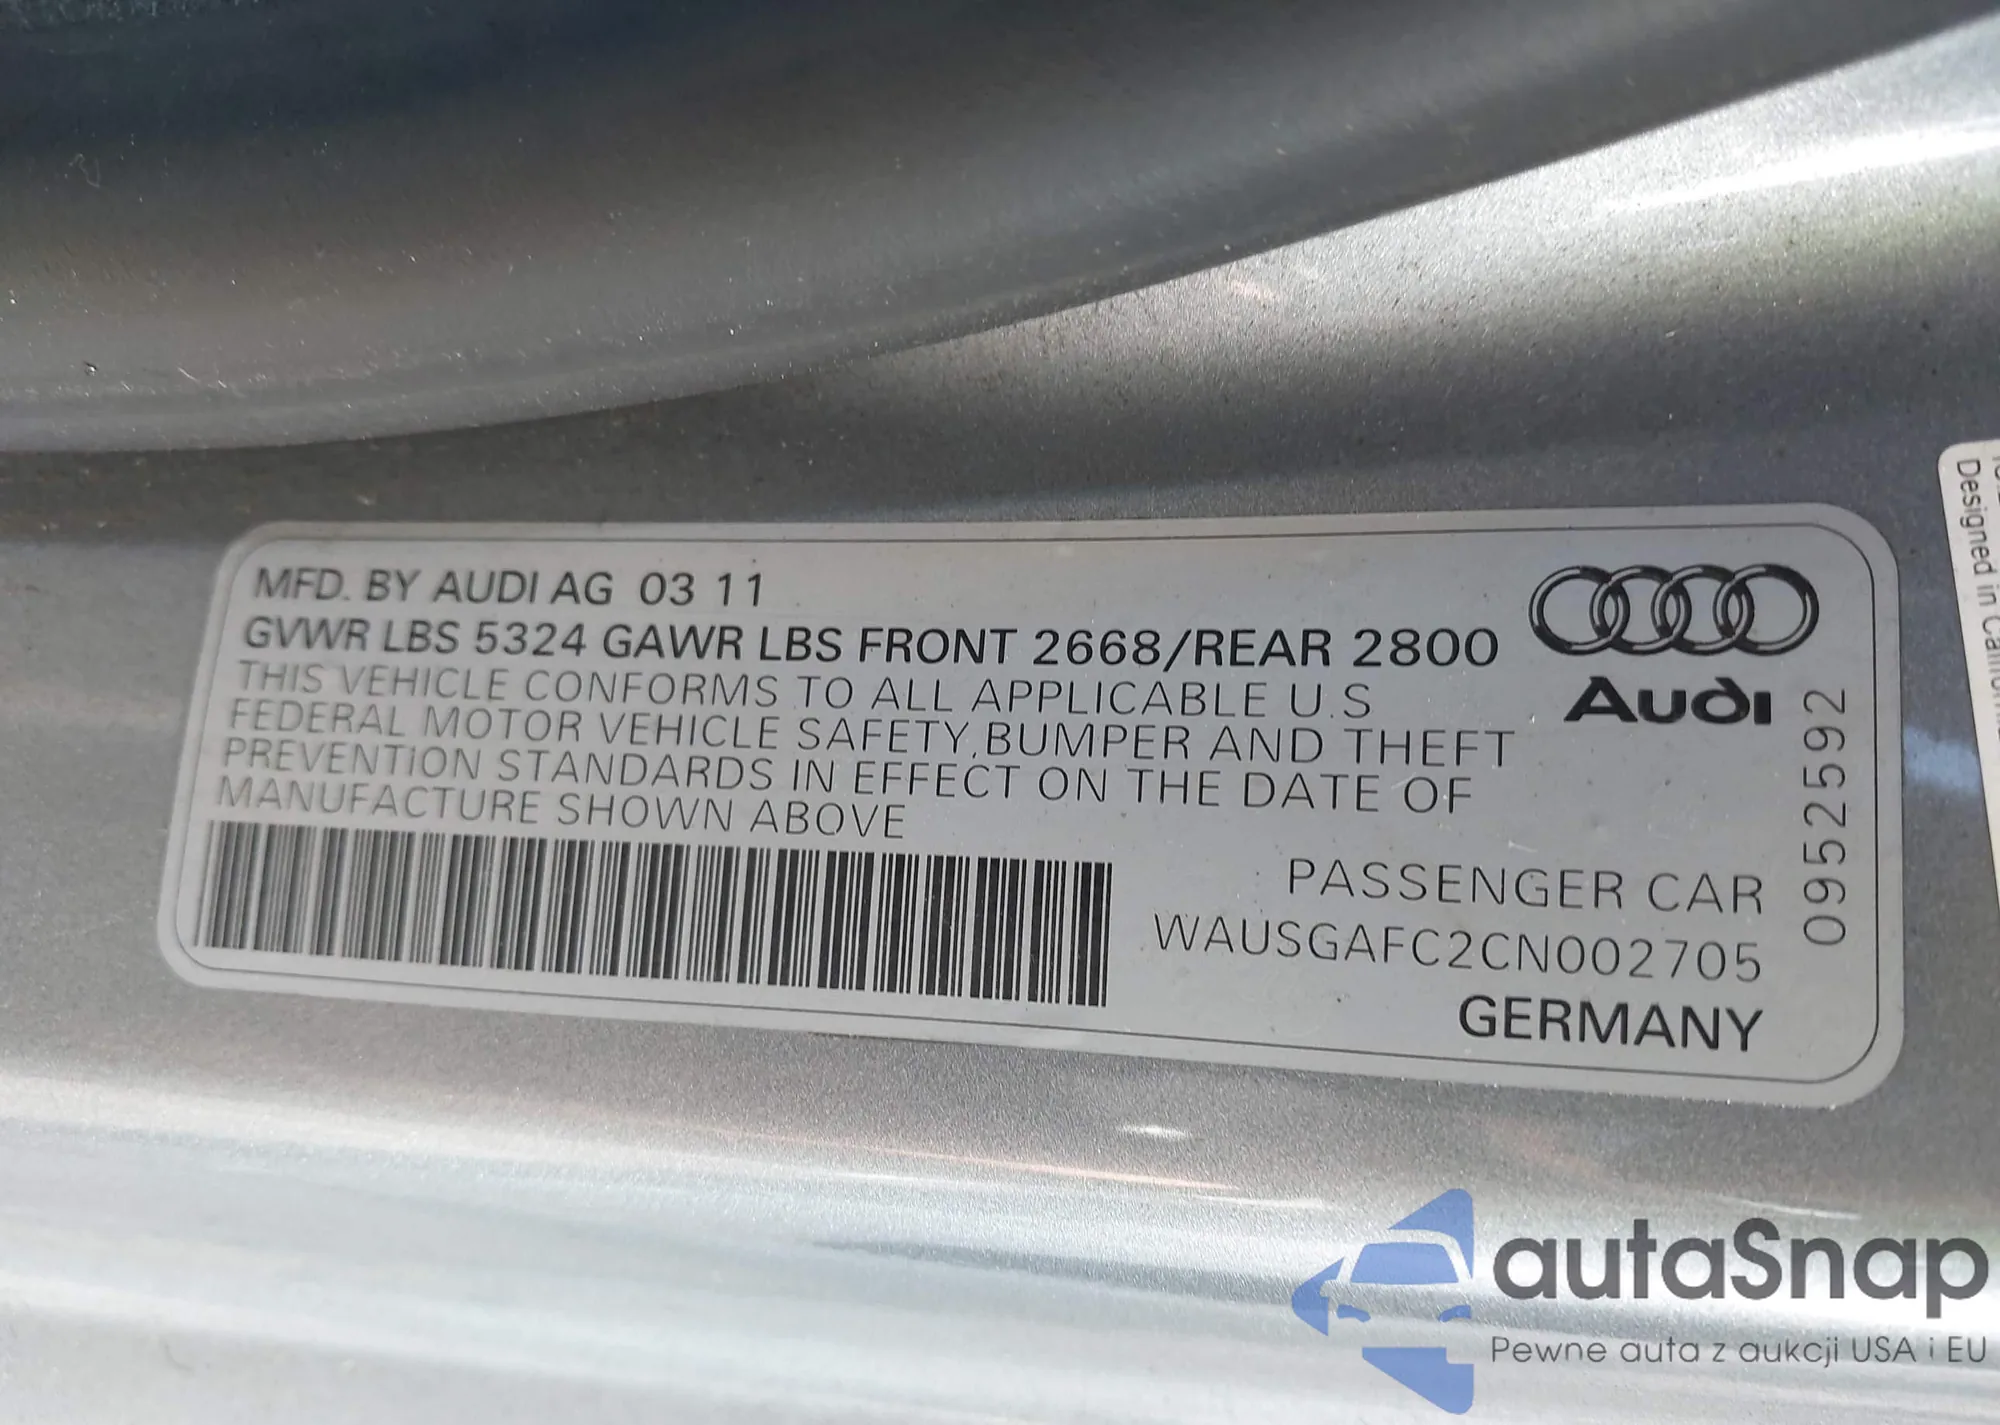 MFD. BY AUDI AG 03 11
GVWR LBS 5324 GAWR LBS FRONT 2668/REAR 2800
THIS VEHICLE CONFORMS TO ALL APPLICABLE U.S
FEDERAL MOTOR VEHICLE SAFETY, BUMPER AND THEFT
PREVENTION STANDARDS IN EFFECT ON THE DATE OF
MANUFACTURE SHOWN ABOVE
Audi
0952592
PASSENGER CAR
WAUSGAFC2CN002705
GERMANY
Designed in
autaSnap
Pewne auta z aukcji USA i EU